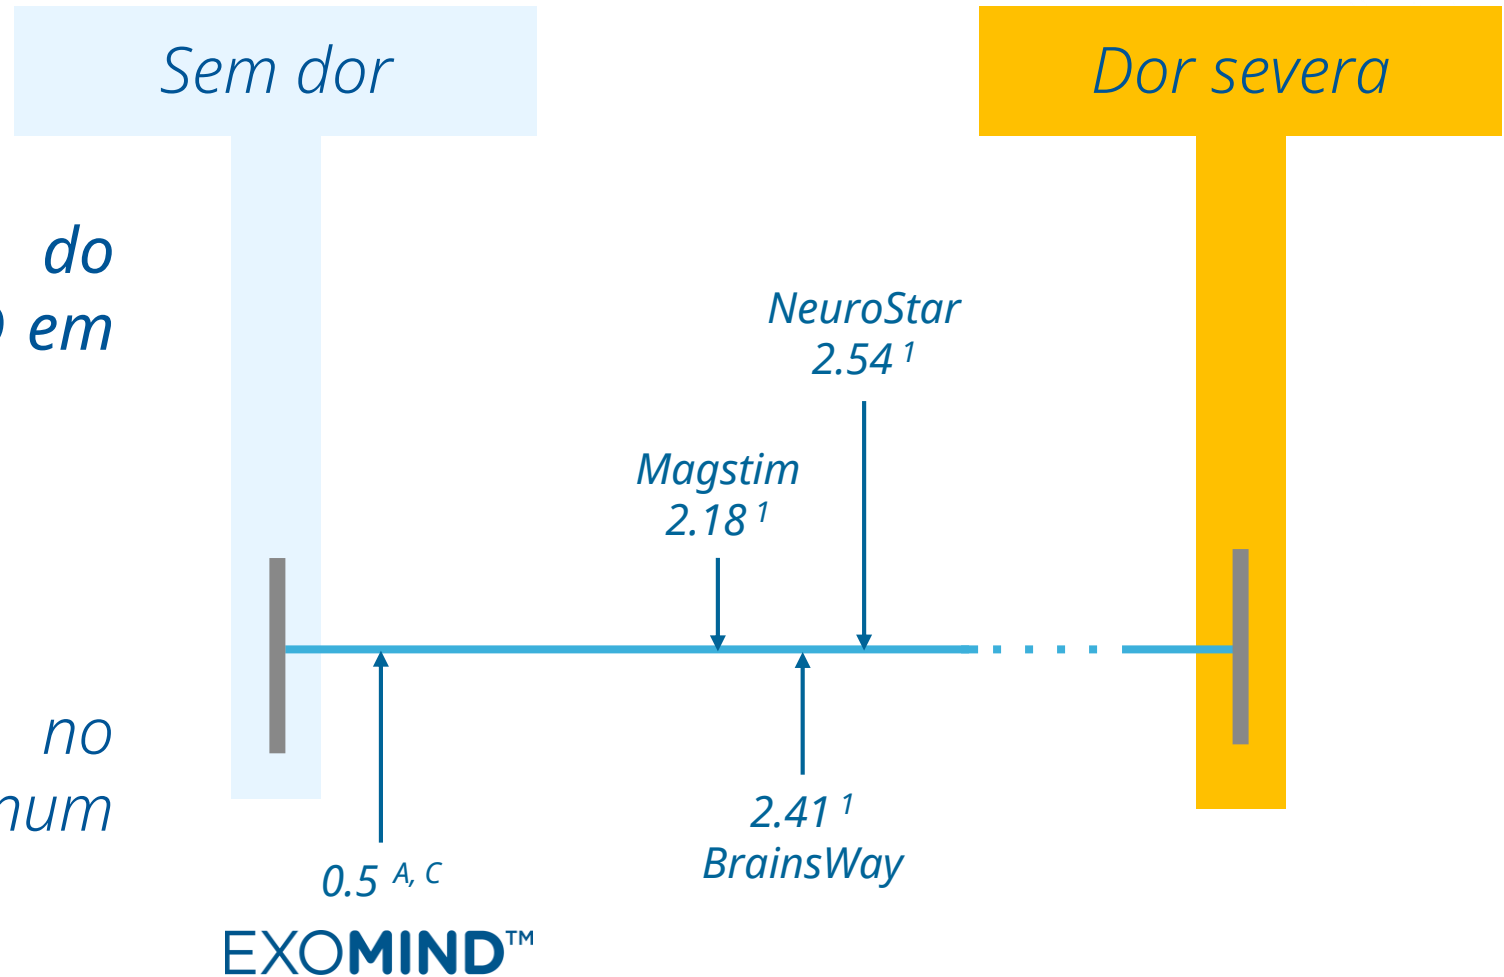 Sem dor
Dor severa
do
em
NeuroStar
2.54 1
Magstim
2.18 1
no
num
2.41 1
BrainsWay
0.5 A, C
EXOMIND™